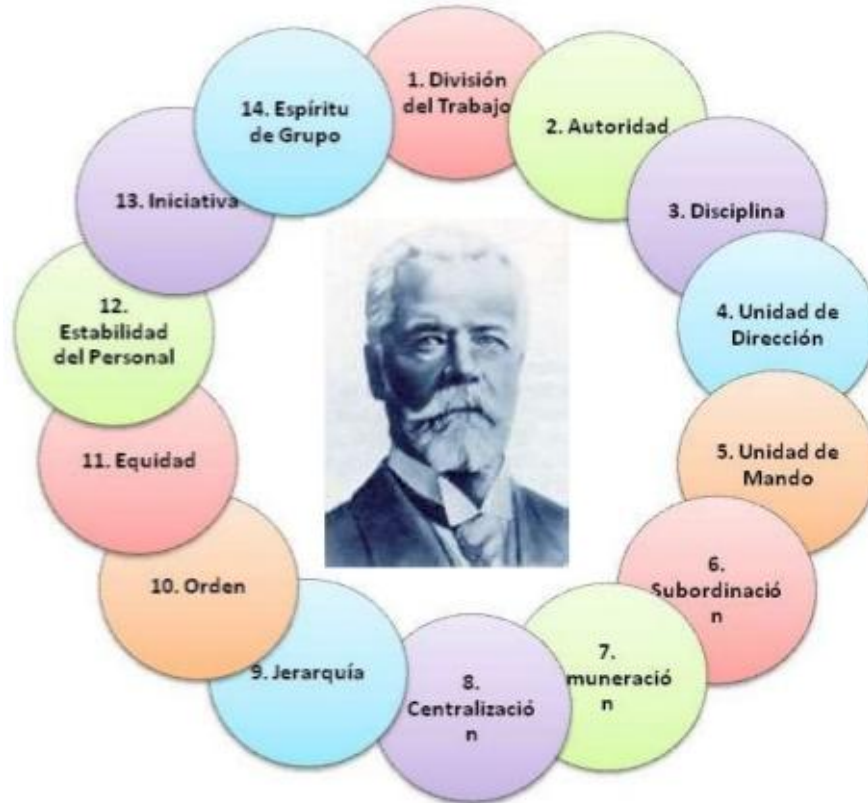 1. División
del Trabajo
2. Autoridad
3. Disciplina
4. Unidad de
Dirección
5. Unidad de
Mando
6.
Subordinació
n
7.
muneració
n
8.
Centralizació
n
9. Jerarquía
10. Orden
11. Equidad
12.
Estabilidad
del Personal
13. Iniciativa
14. Espíritu
de Grupo